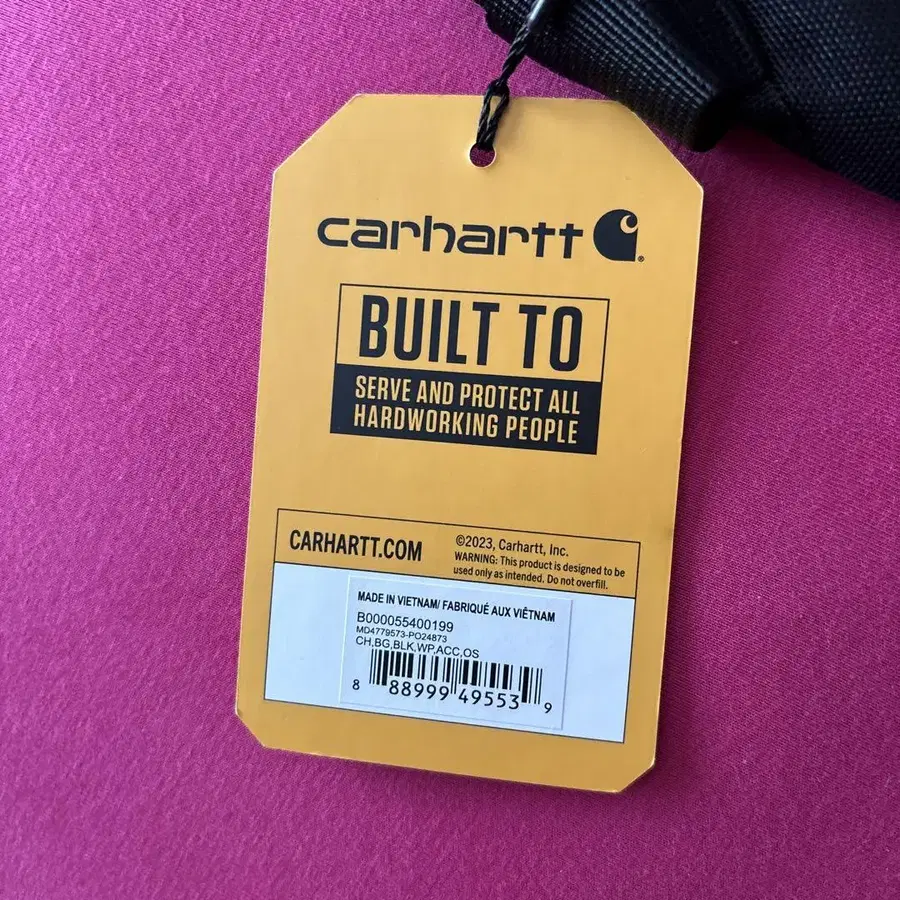 carhartt
BUILT TO
SERVE AND PROTECT ALL
HARDWORKING PEOPLE
CARHARTT.COM
©2023, Carhartt, Inc.
WARNING: This product is designed to be
used only as intended. Do not overfill.
MADE IN VIETNAM/ FABRIQUÉ AUX VIÊTNAM
B000055400199
MD4779573-PO24873
CH,BG,BLK,WP,ACC,OS
8 88999 49553 9